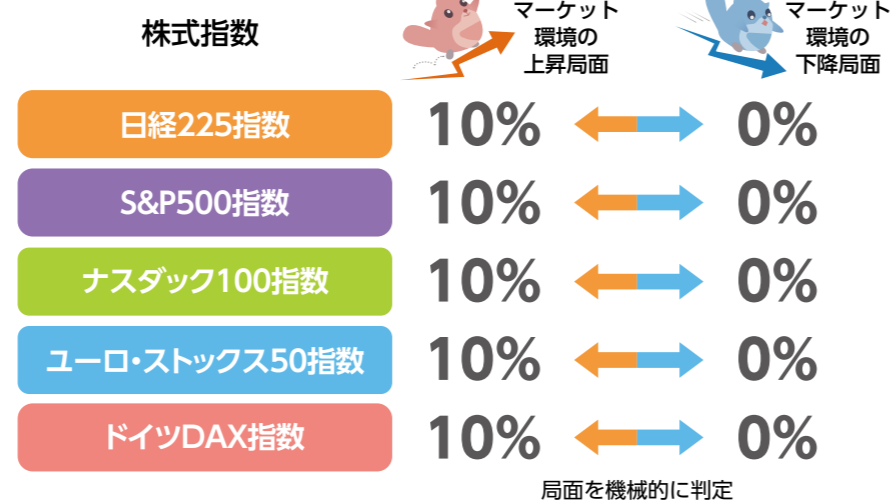 株式指数
マーケット
環境の
上昇局面
マーケット
環境の
下降局面
日経225指数
10%
0%
S&P500指数
10%
0%
ナスダック100指数
10%
0%
ユーロ・ストックス50指数
10%
0%
ドイツDAX指数
10%
0%
局面を機械的に判定